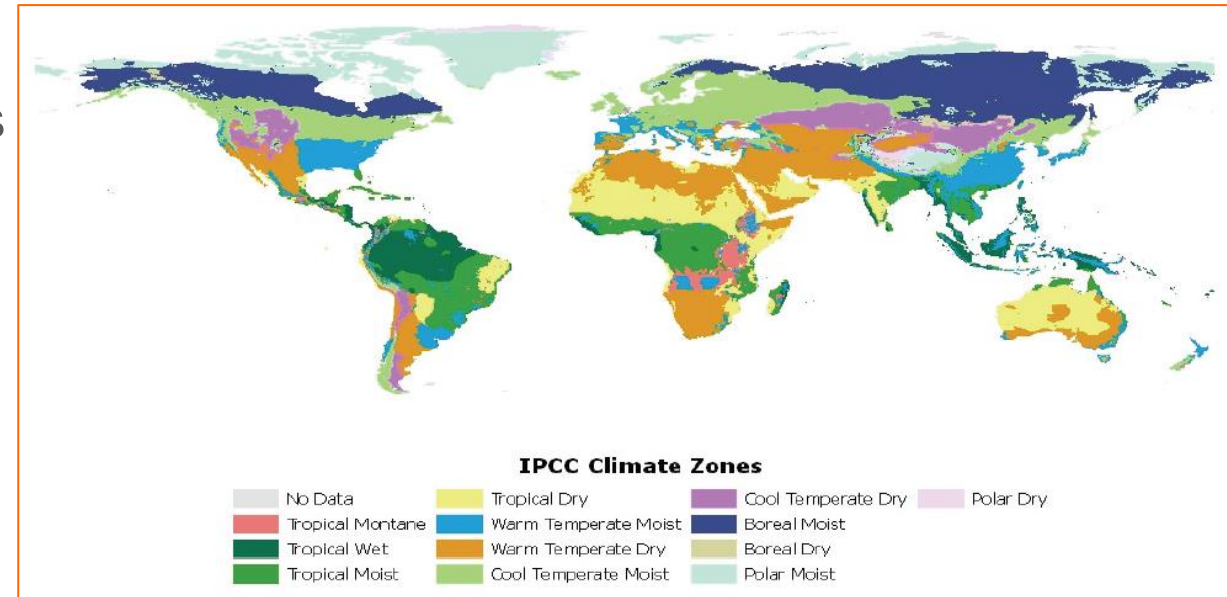 s
IPCC Climate Zones
No Data
Tropical Montane
Tropical Wet
Tropical Moist
Tropical Dry
Warm Temperate Moist
Warm Temperate Dry
Cool Temperate Moist
Cool Temperate Dry
Boreal Moist
Boreal Dry
Polar Moist
Polar Dry